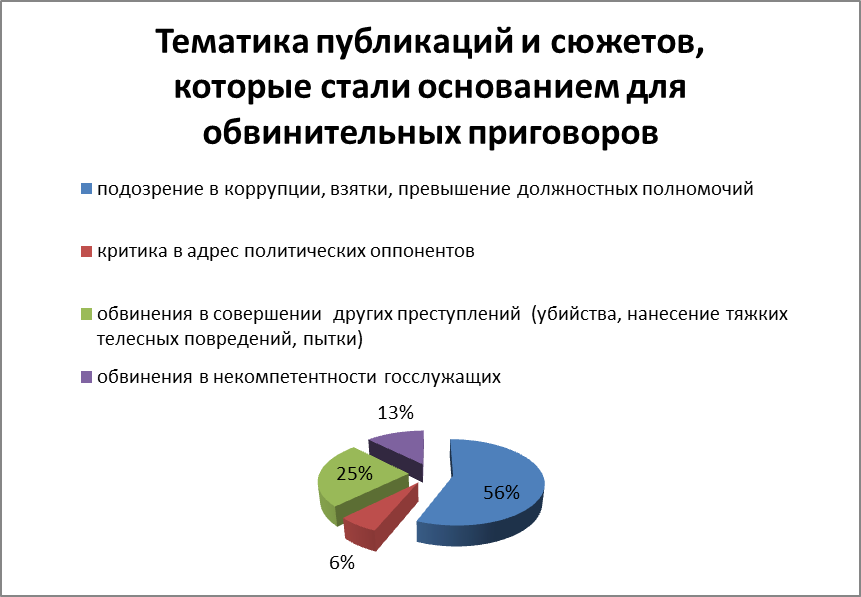 Тематика публикаций и сюжетов,
которые стали основанием для
обвинительных приговоров
подозрение в коррупции, взятки, превышение должностных полномочий
критика в адрес политических оппонентов
обвинения в совершении других преступлений (убийства, нанесение тяжких
телесных повредений, пытки)
обвинения в некомпетентности госслужащих
13%
25%
56%
6%